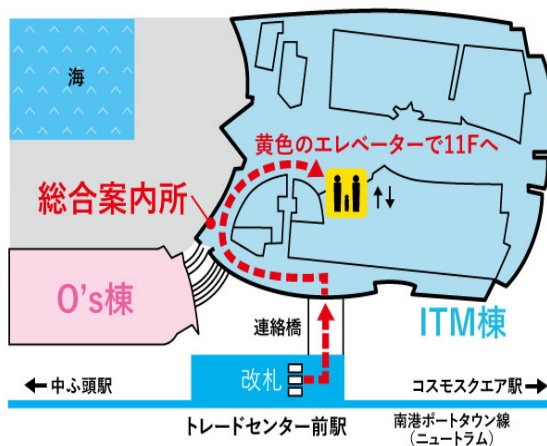 海
黄色のエレベーターで11Fへ
総合案内所
↑↓
O's棟
連絡橋
ITM棟
改札
← 中ふ頭駅
コスモスクエア駅 →
トレードセンター前駅
南港ポートタウン線
（ニュートラム）